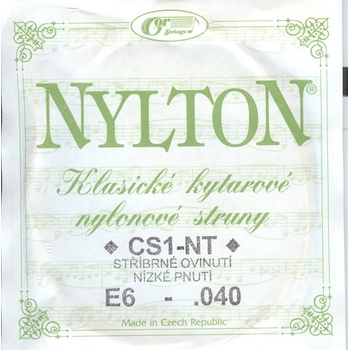 Gor
Strings
NYLTON®
Klasické kytarové
nylonové struny
◆ CS1-NT ◆
STŘÍBRNÉ OVINUTÍ
NÍZKÉ PNUTÍ
E6 - .040
Made in Czech Republic